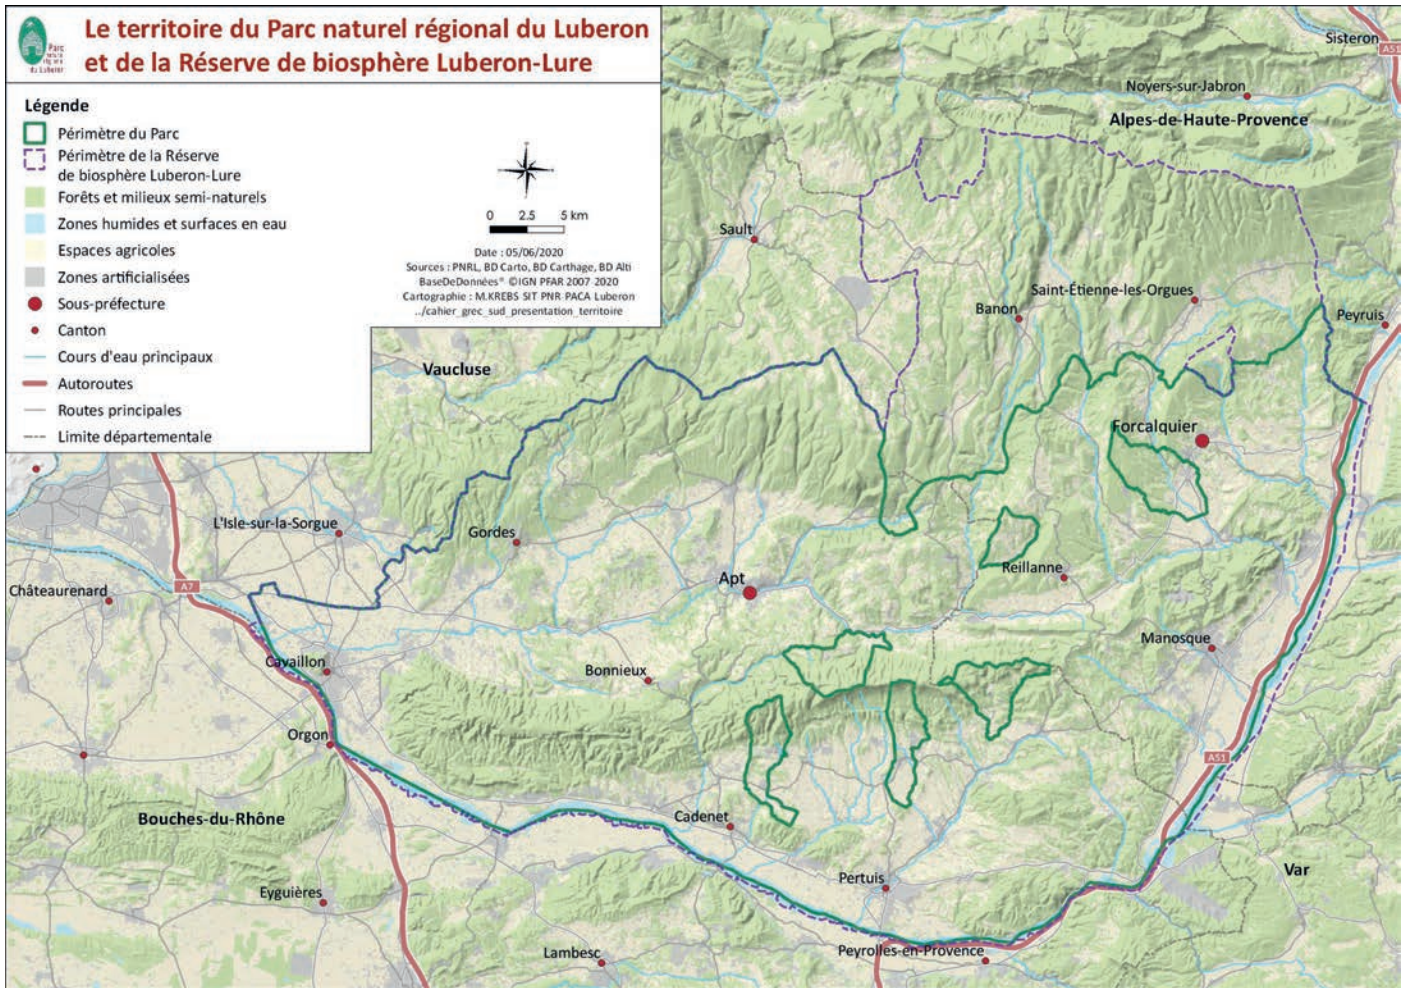 Parc
naturel
régional
du Luberon
Le territoire du Parc naturel régional du Luberon
et de la Réserve de biosphère Luberon-Lure
Légende
Périmètre du Parc
Périmètre de la Réserve
de biosphère Luberon-Lure
Forêts et milieux semi-naturels
Zones humides et surfaces en eau
Espaces agricoles
Zones artificialisées
Sous-préfecture
Canton
Cours d'eau principaux
Autoroutes
Routes principales
Limite départementale
0 2.5 5 km
Date : 05/06/2020
Sources : PNRL, BD Carto, BD Carthage, BD Alti
BaseDeDonnées® ©IGN PFAR 2007-2020
Cartographie : M.KREBS SIT PNR PACA Luberon
../cahier_grec_sud_presentation_territoire
Sisteron
A51
Noyers-sur-Jabron
Alpes-de-Haute-Provence
Sault
Saint-Étienne-les-Orgues
Banon
Peyruis
Vaucluse
Forcalquier
L'Isle-sur-la-Sorgue
Gordes
Reillanne
Apt
A7
Châteaurenard
Manosque
Cavaillon
Bonnieux
Orgon
A51
Bouches-du-Rhône
Cadenet
Var
Pertuis
Eyguières
Peyrolles-en-Provence
Lambesc